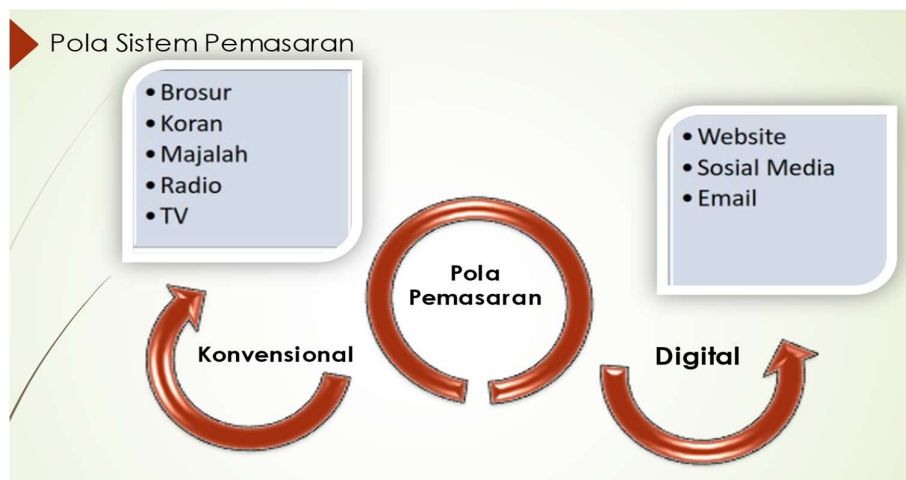 Pola Sistem Pemasaran
• Brosur
• Koran
• Majalah
• Radio
• TV
• Website
• Sosial Media
• Email
Pola
Pemasaran
Konvensional
Digital